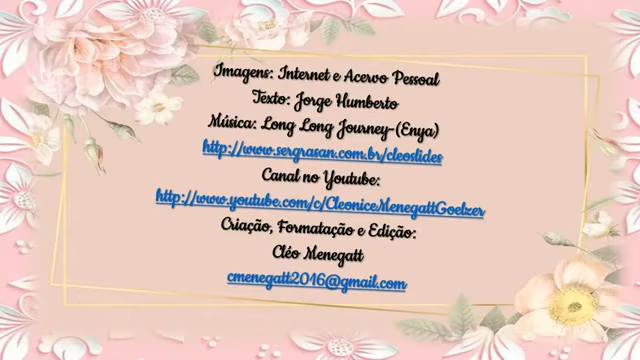 Imagens: Internet e Acervo Pessoal
Texto: Jorge Humberto
Música: Long Long Journey-(Enya)
http://www.sergrasan.com.br/cleoslides
Canal no Youtube:
http://www.youtube.com/c/CleoniceMenegattGoelzer
Criação, Formatação e Edição:
Cléo Menegatt
cmenegatt2016@gmail.com